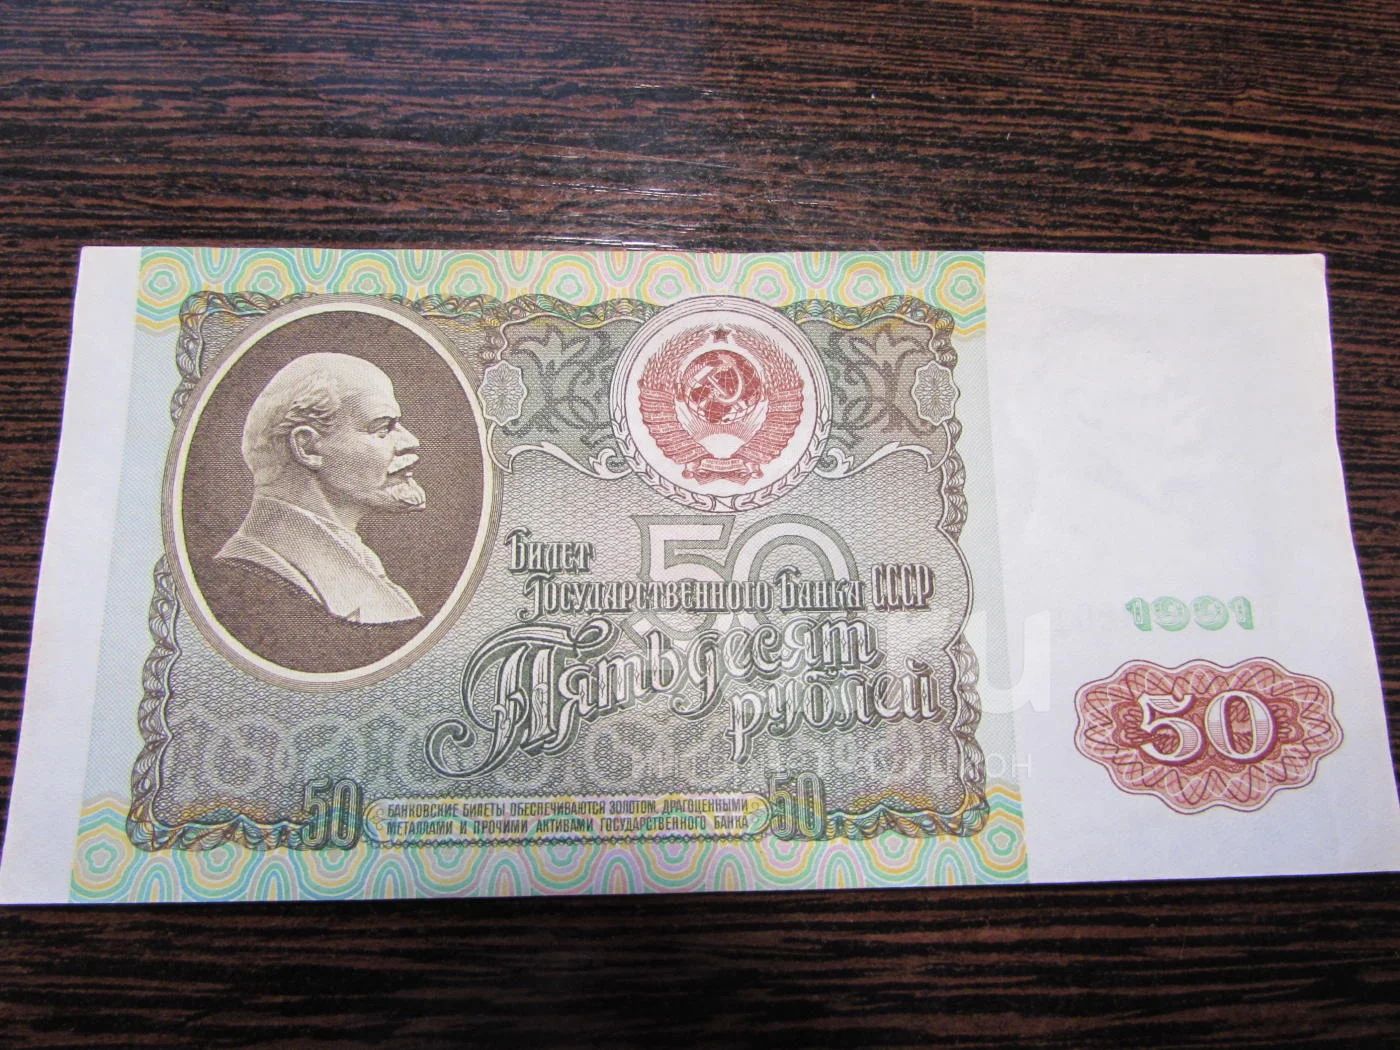 Билет
Государственного Банка СССР
50
Пятьдесят
рублей
1991
50
50
БАНКОВСКИЕ БИЛЕТЫ ОБЕСПЕЧИВАЮТСЯ ЗОЛОТОМ, ДРАГОЦЕННЫМИ
МЕТАЛЛАМИ И ПРОЧИМИ АКТИВАМИ ГОСУДАРСТВЕННОГО БАНКА
50